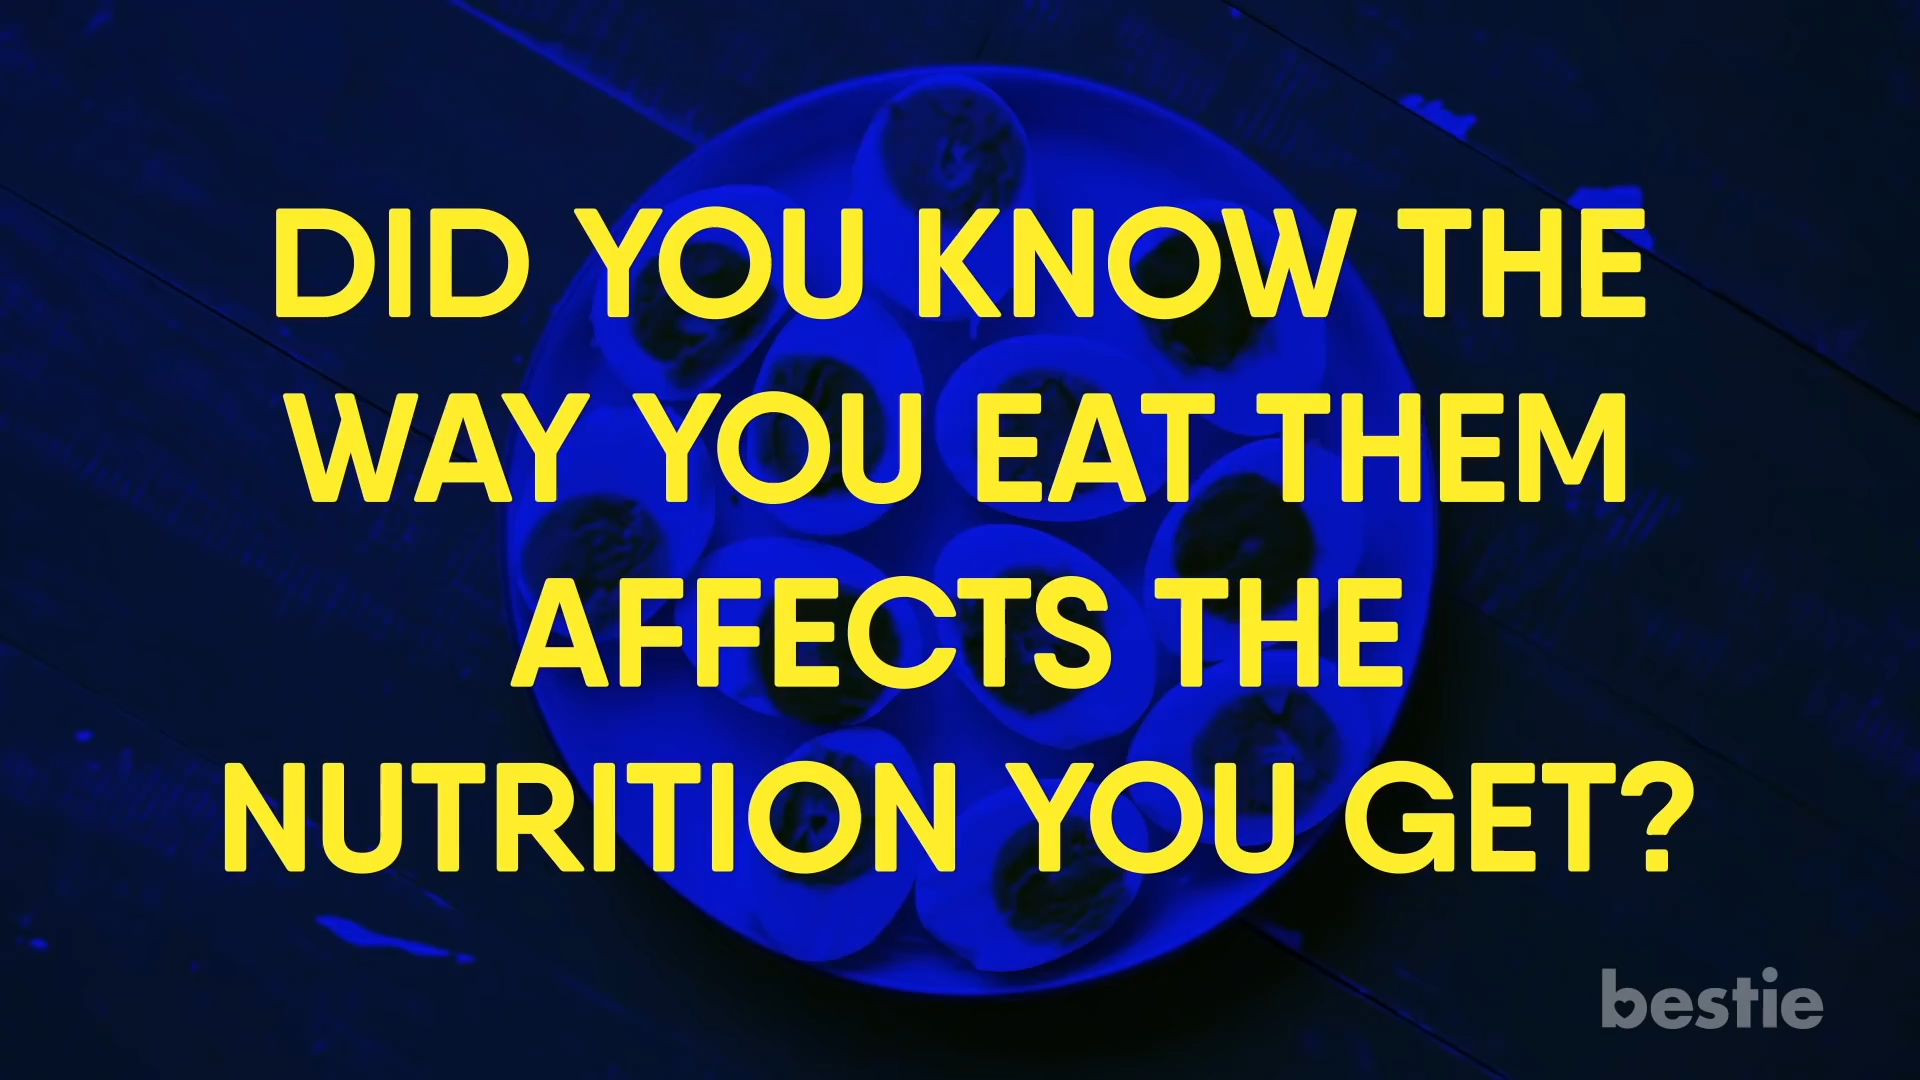 DID YOU KNOW THE
WAY YOU EAT THEM
AFFECTS THE
NUTRITION YOU GET?
bestie